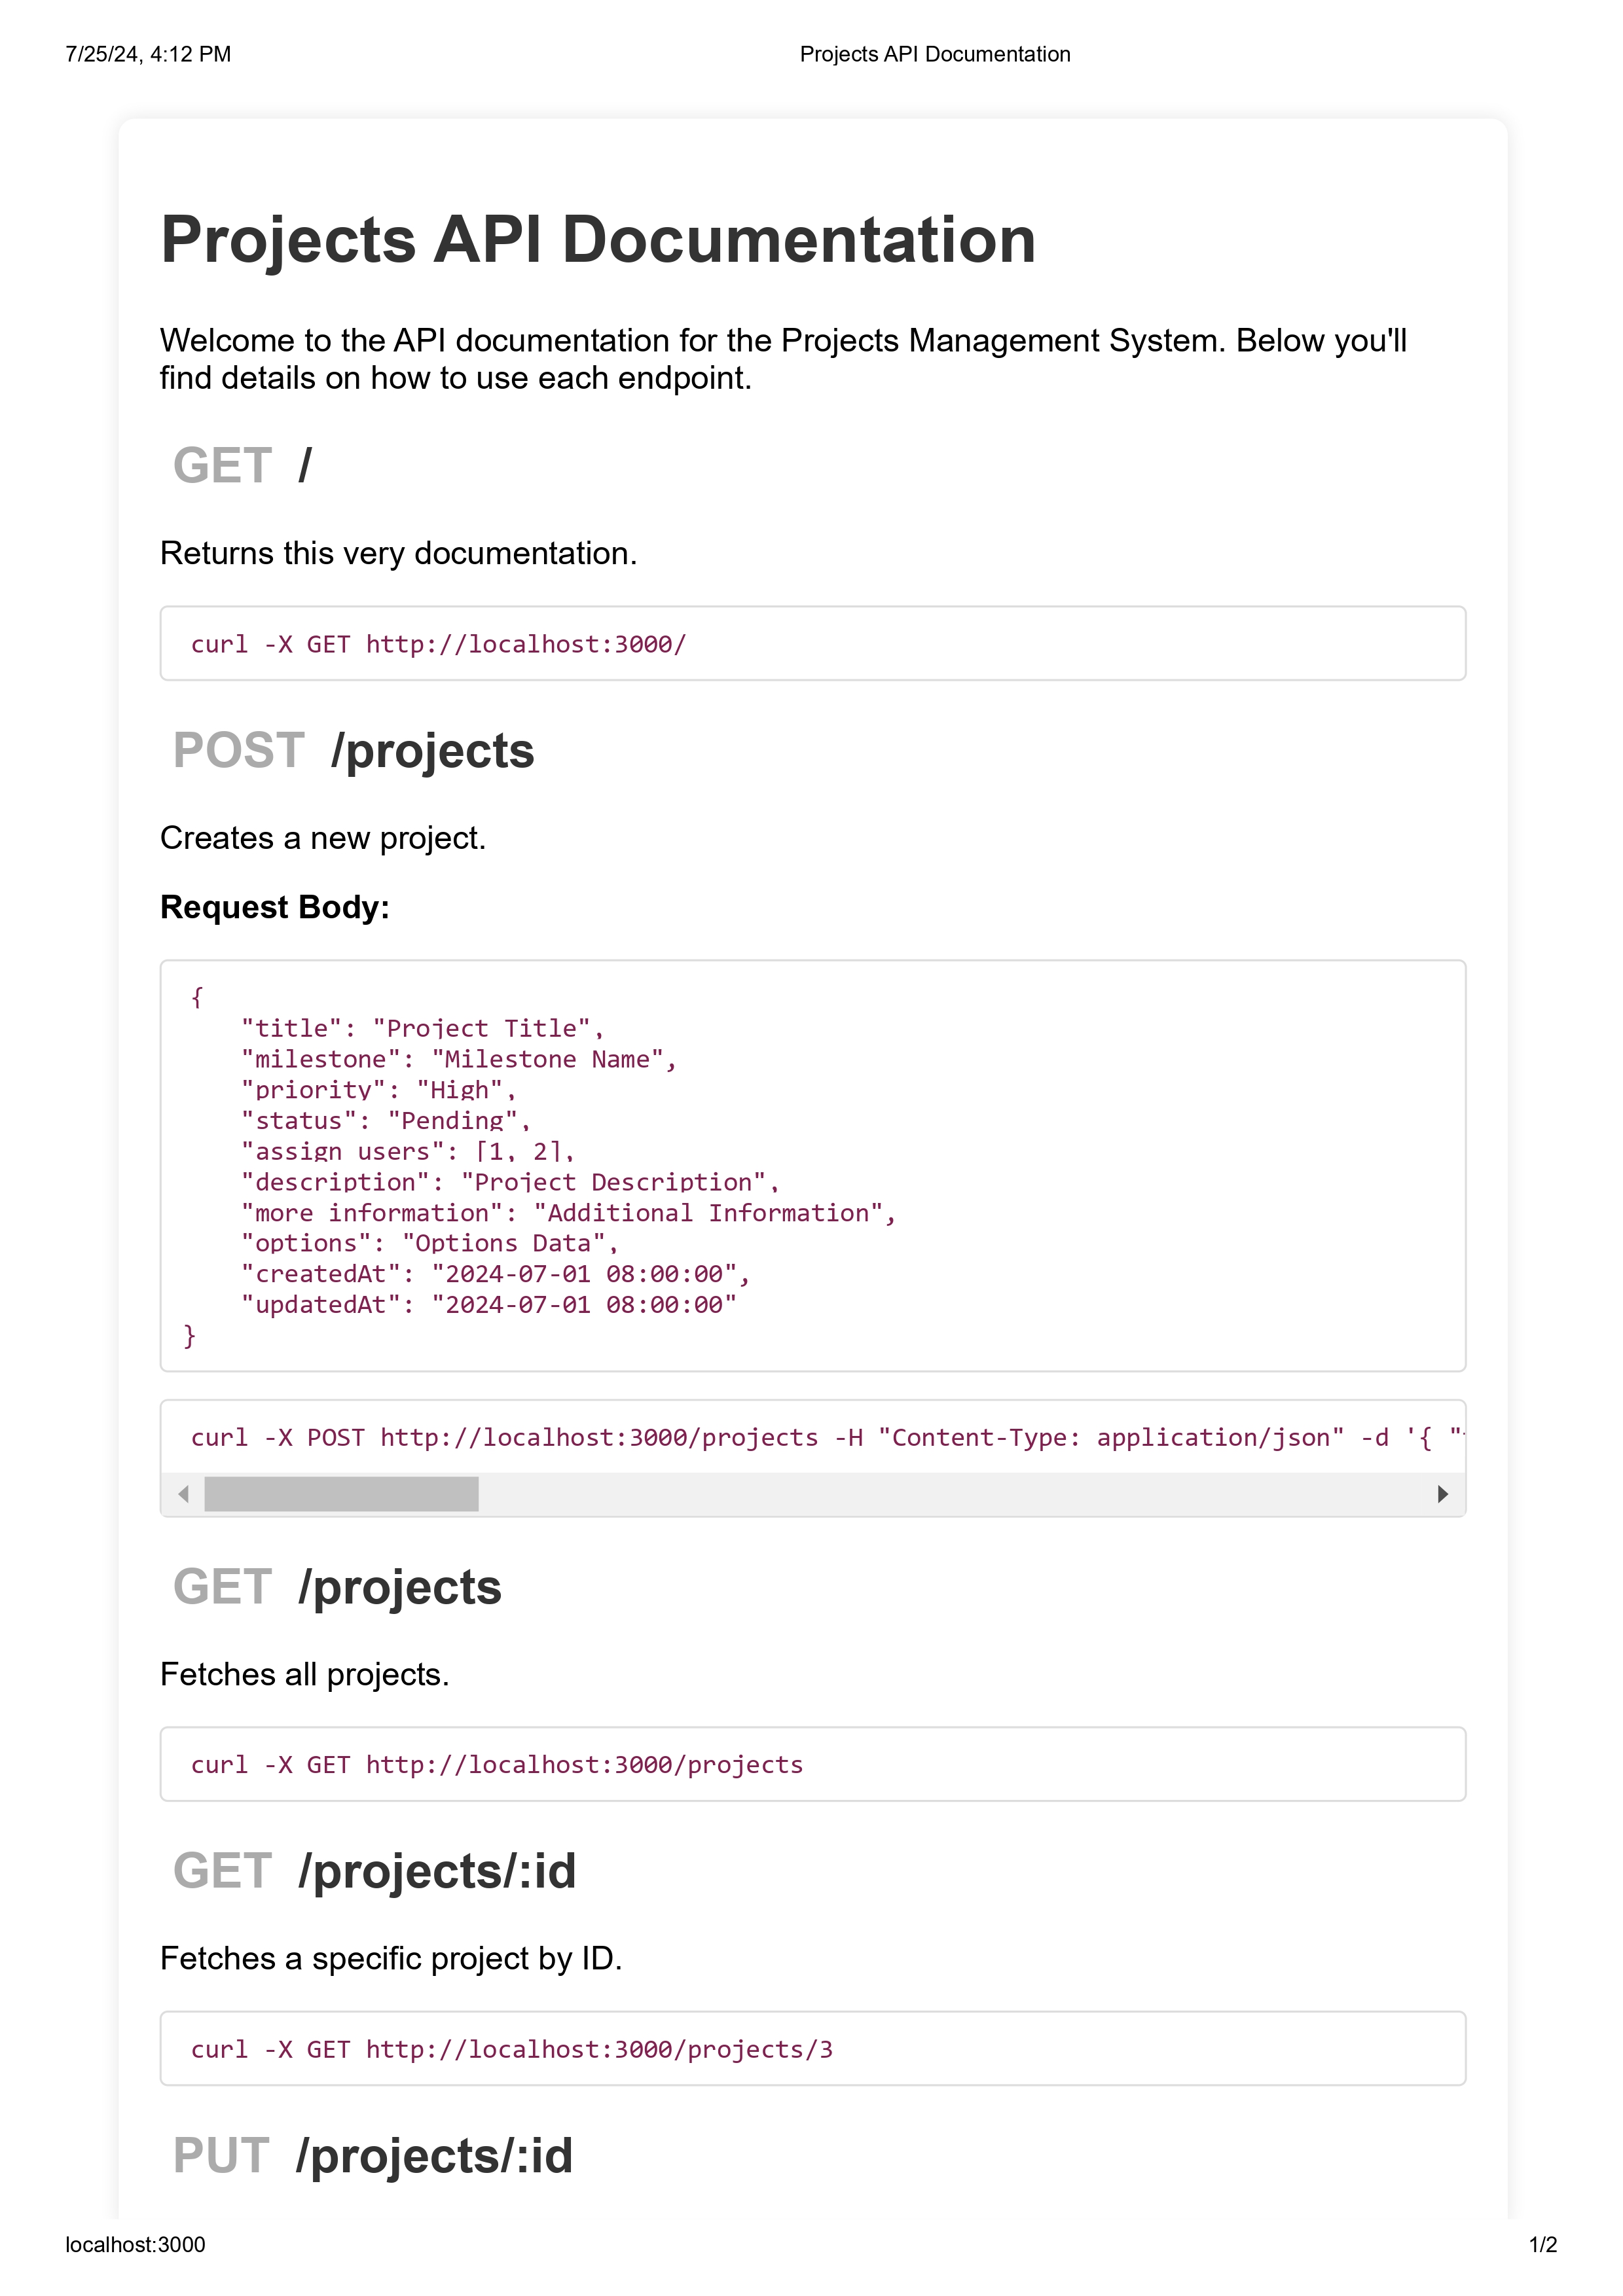 7/25/24, 4:12 PM
Projects API Documentation
Projects API Documentation
Welcome to the API documentation for the Projects Management System. Below you'll
find details on how to use each endpoint.
GET /
Returns this very documentation.
curl -X GET http://localhost:3000/
POST /projects
Creates a new project.
Request Body:
{
"title": "Project Title",
"milestone": "Milestone Name",
"priority": "High",
"status": "Pending",
"assign users": [1, 2],
"description": "Project Description",
"more information": "Additional Information",
"options": "Options Data",
"createdAt": "2024-07-01 08:00:00",
"updatedAt": "2024-07-01 08:00:00"
}
curl -X POST http://localhost:3000/projects -H "Content-Type: application/json" -d '{ "
GET /projects
Fetches all projects.
curl -X GET http://localhost:3000/projects
GET /projects/:id
Fetches a specific project by ID.
curl -X GET http://localhost:3000/projects/3
PUT /projects/:id
localhost:3000
1/2